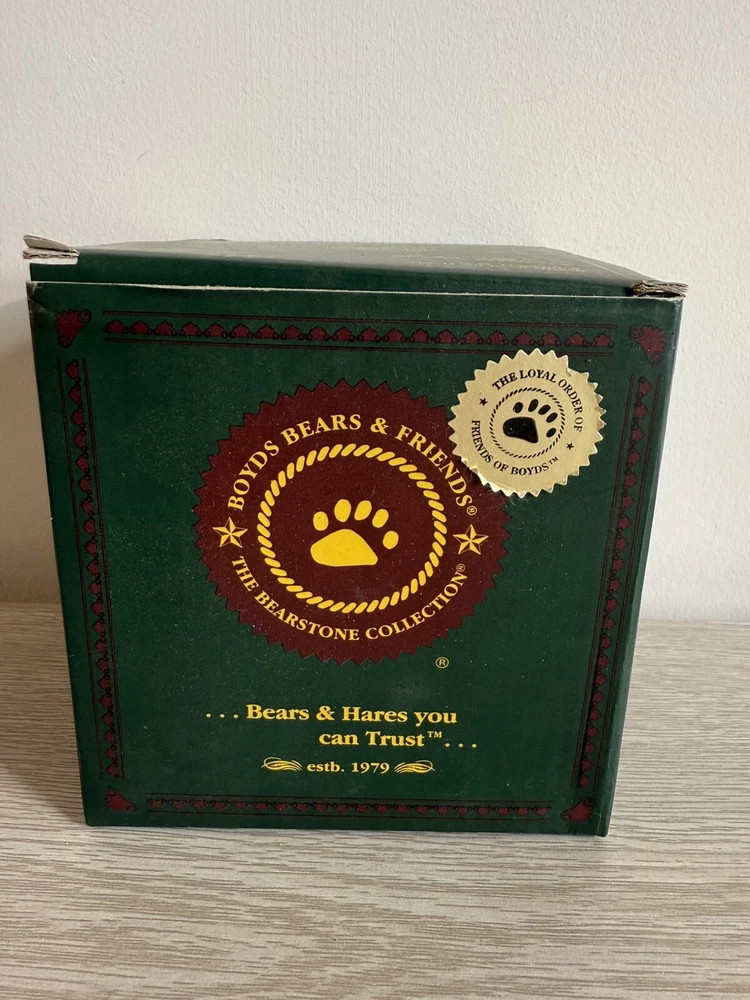 THE LOYAL ORDER OF
FRIENDS OF BOYDS™
BOYDS BEARS & FRIENDS®
THE BEARSTONE COLLECTION®
®
...Bears & Hares you
can Trust™...
estb. 1979